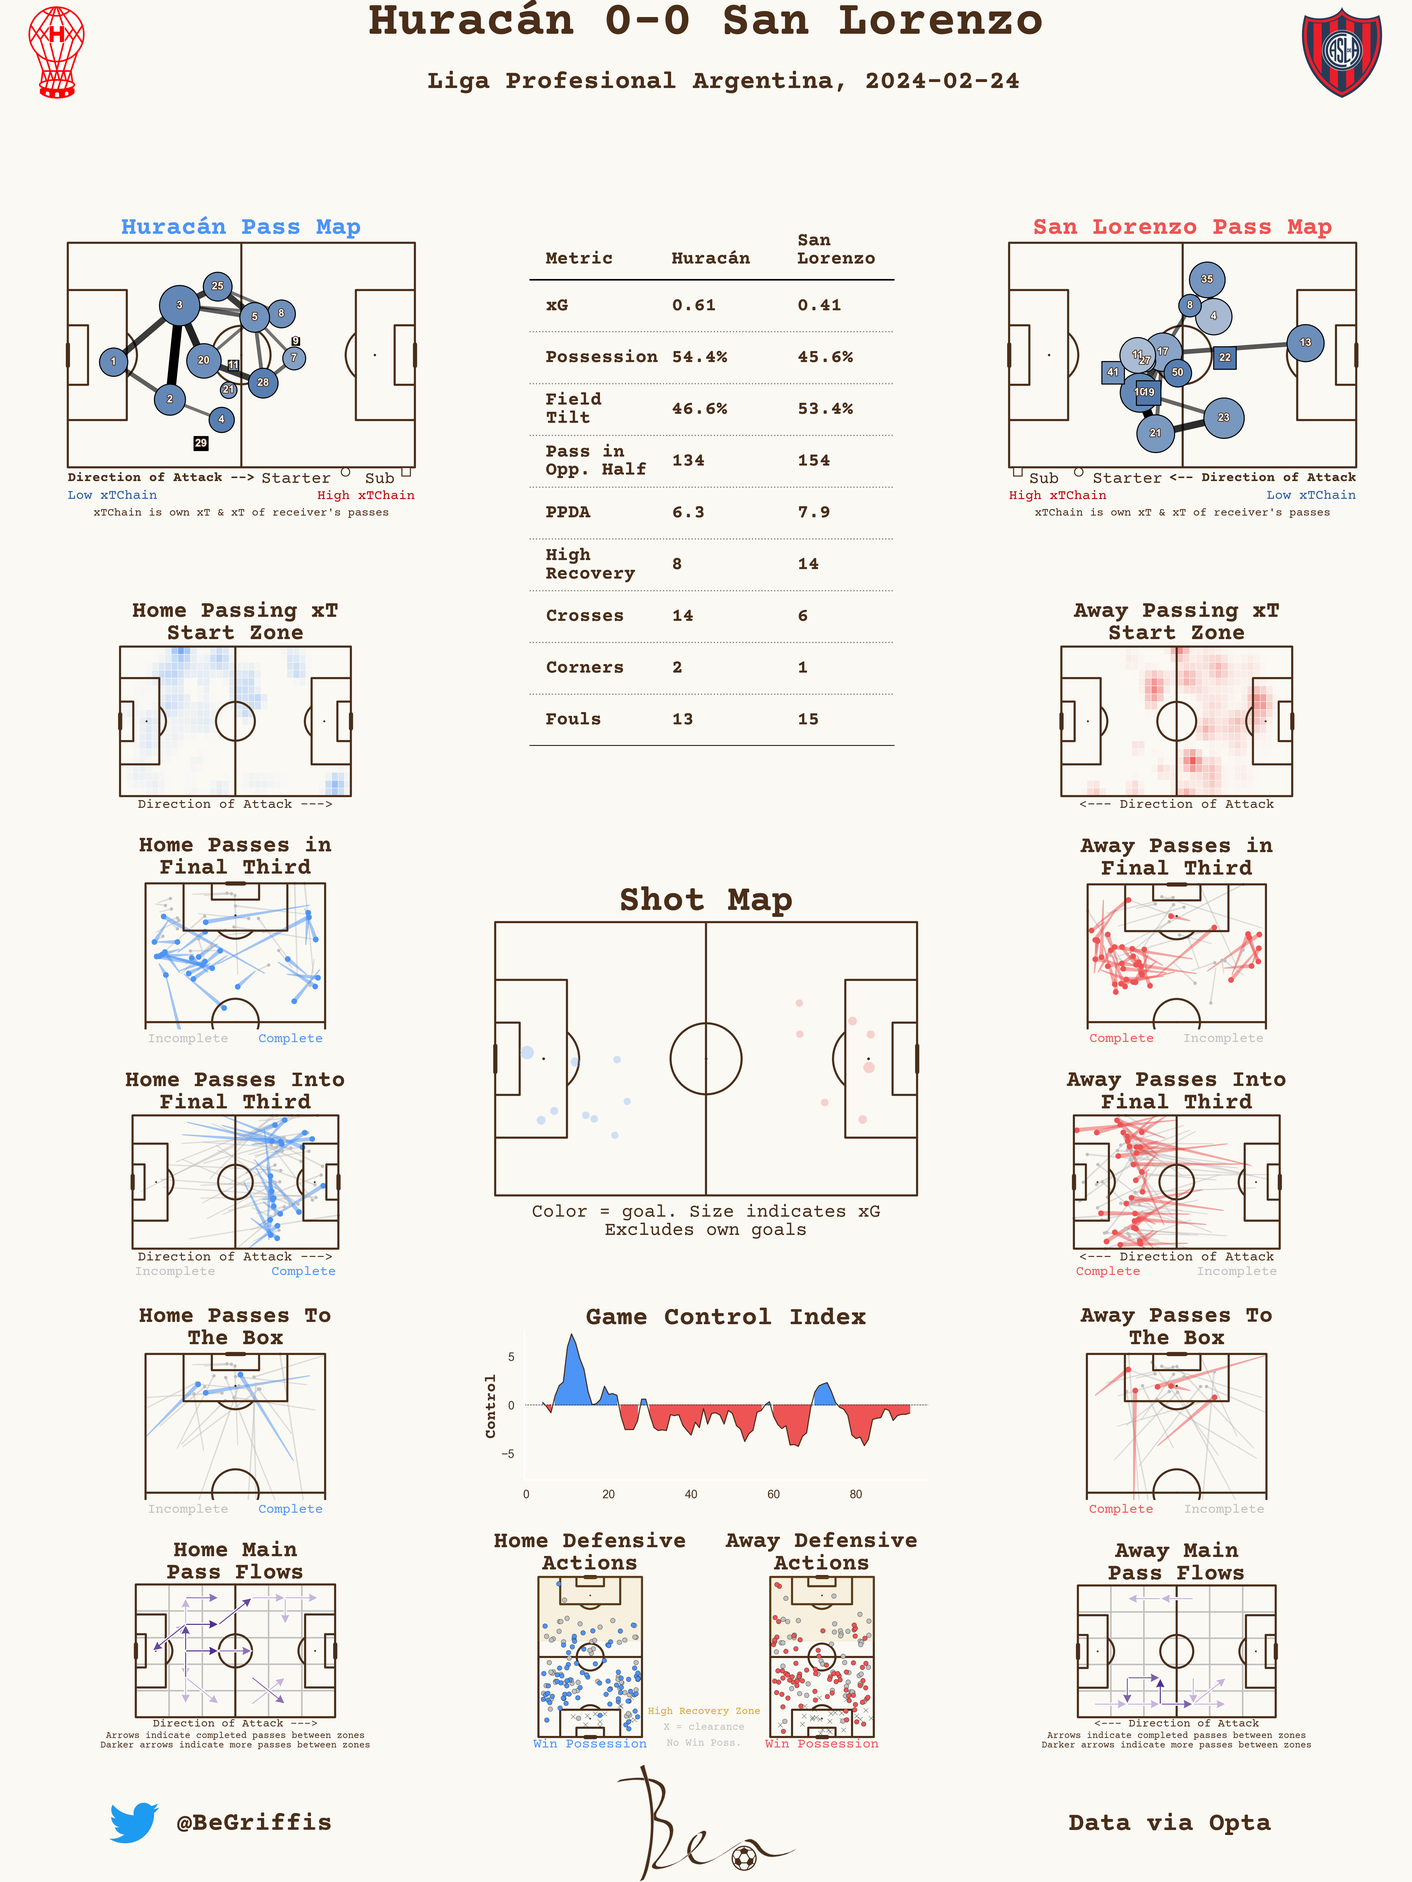 Huracán 0-0 San Lorenzo
Liga Profesional Argentina, 2024-02-24
H
CASLA
Huracán Pass Map
25
3
5
8
9
1
20
11
7
21
28
2
4
29
Direction of Attack --> Starter Sub
Low xTChain High xTChain
xTChain is own xT & xT of receiver's passes
Metric Huracán San Lorenzo
xG 0.61 0.41
Possession 54.4% 45.6%
Field Tilt 46.6% 53.4%
Pass in Opp. Half 134 154
PPDA 6.3 7.9
High Recovery 8 14
Crosses 14 6
Corners 2 1
Fouls 13 15
San Lorenzo Pass Map
35
8
4
13
11
17
27
22
41
50
10
19
23
21
Sub Starter <-- Direction of Attack
High xTChain Low xTChain
xTChain is own xT & xT of receiver's passes
Home Passing xT
Start Zone
Direction of Attack --->
Away Passing xT
Start Zone
<--- Direction of Attack
Home Passes in
Final Third
Incomplete Complete
Away Passes in
Final Third
Complete Incomplete
Shot Map
Color = goal. Size indicates xG
Excludes own goals
Home Passes Into
Final Third
Direction of Attack --->
Incomplete Complete
Away Passes Into
Final Third
<--- Direction of Attack
Complete Incomplete
Home Passes To
The Box
Incomplete Complete
Game Control Index
Control
5
0
−5
0 20 40 60 80
Away Passes To
The Box
Complete Incomplete
Home Main
Pass Flows
Direction of Attack --->
Arrows indicate completed passes between zones
Darker arrows indicate more passes between zones
Home Defensive
Actions
Win Possession
Away Defensive
Actions
Win Possession
High Recovery Zone
X = clearance
No Win Poss.
Away Main
Pass Flows
<--- Direction of Attack
Arrows indicate completed passes between zones
Darker arrows indicate more passes between zones
@BeGriffis
Ben
Data via Opta